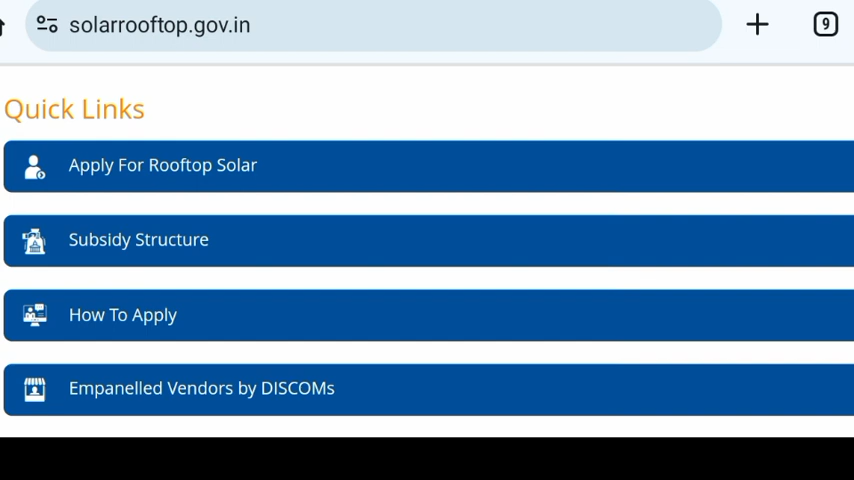 solarrooftop.gov.in
9
Quick Links
Apply For Rooftop Solar
Subsidy Structure
How To Apply
Empanelled Vendors by DISCOMs